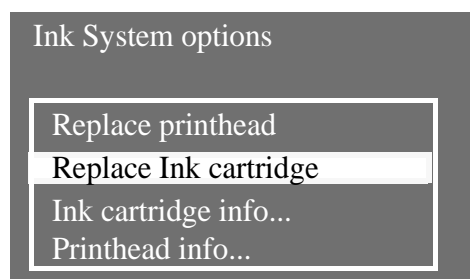 Ink System options
Replace printhead
Replace Ink cartridge
Ink cartridge info...
Printhead info...